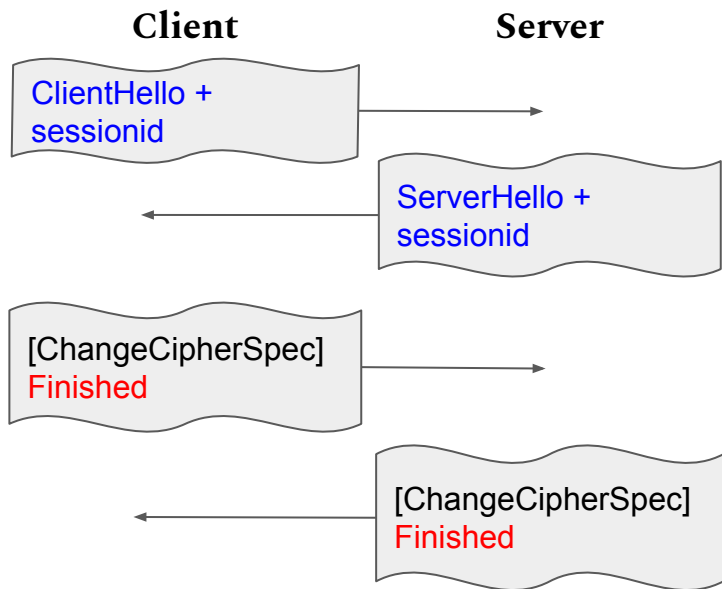 Client
Server
ClientHello +
sessionid
ServerHello +
sessionid
[ChangeCipherSpec]
Finished
[ChangeCipherSpec]
Finished